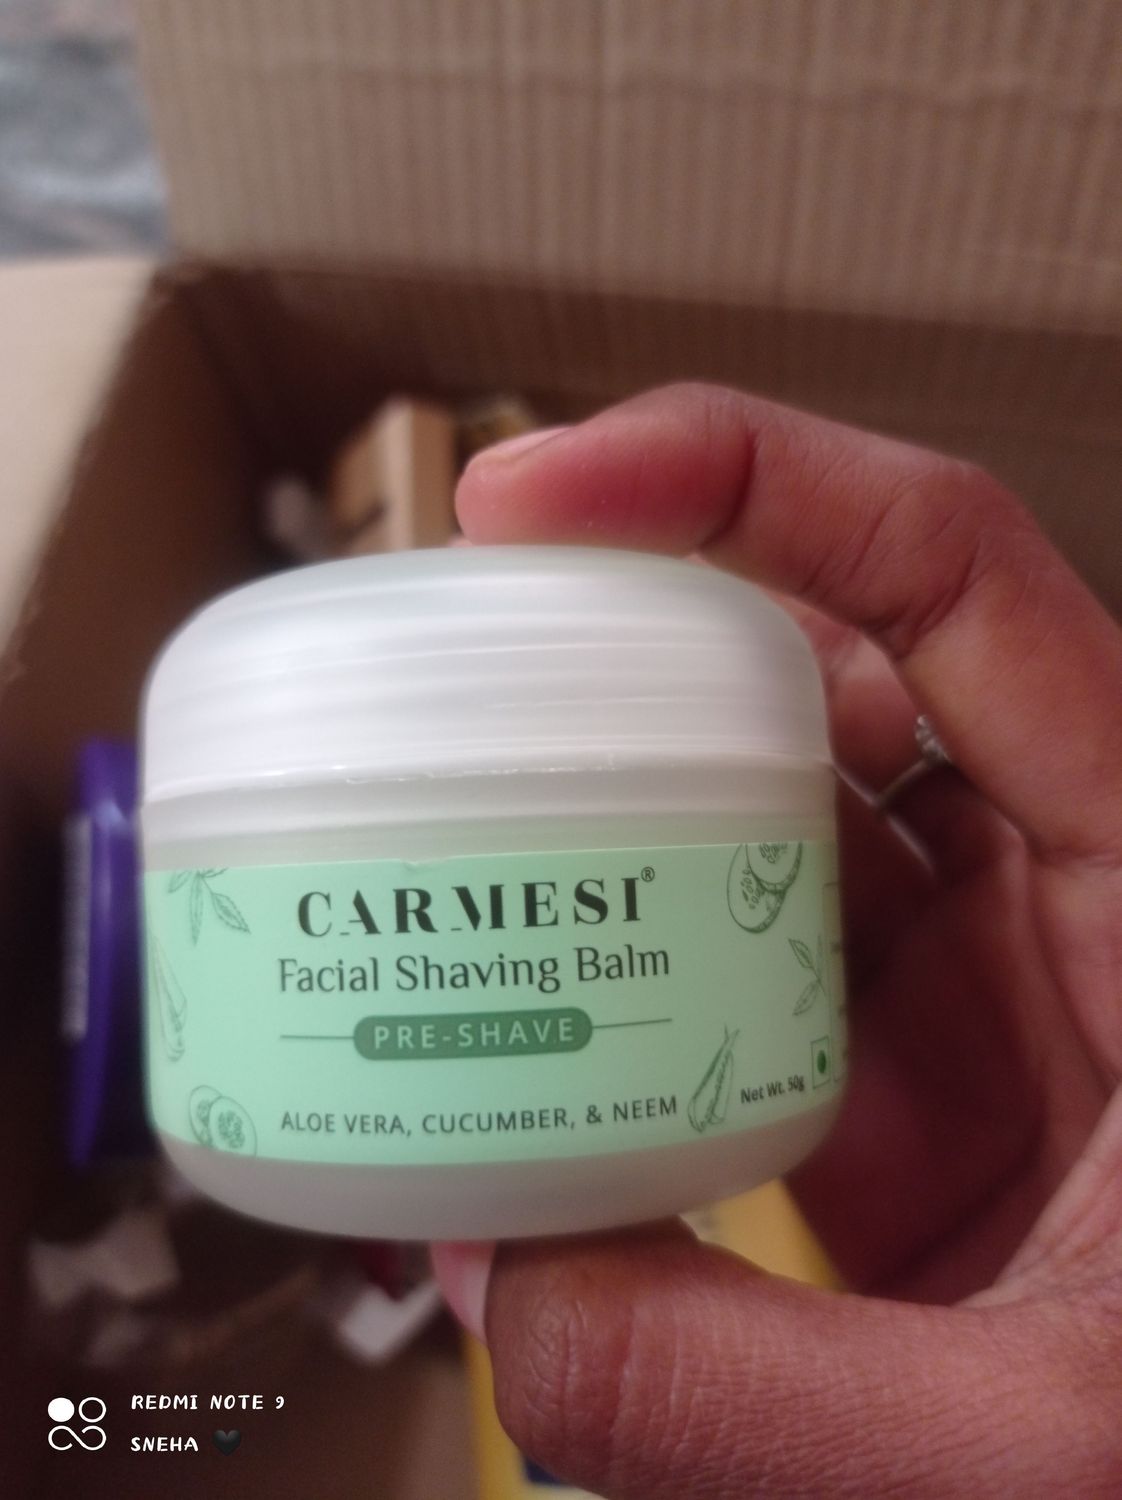 CARMESI®
Facial Shaving Balm
PRE-SHAVE
ALOE VERA, CUCUMBER, & NEEM
Net Wt. 50g
REDMI NOTE 9
SNEHA 🖤